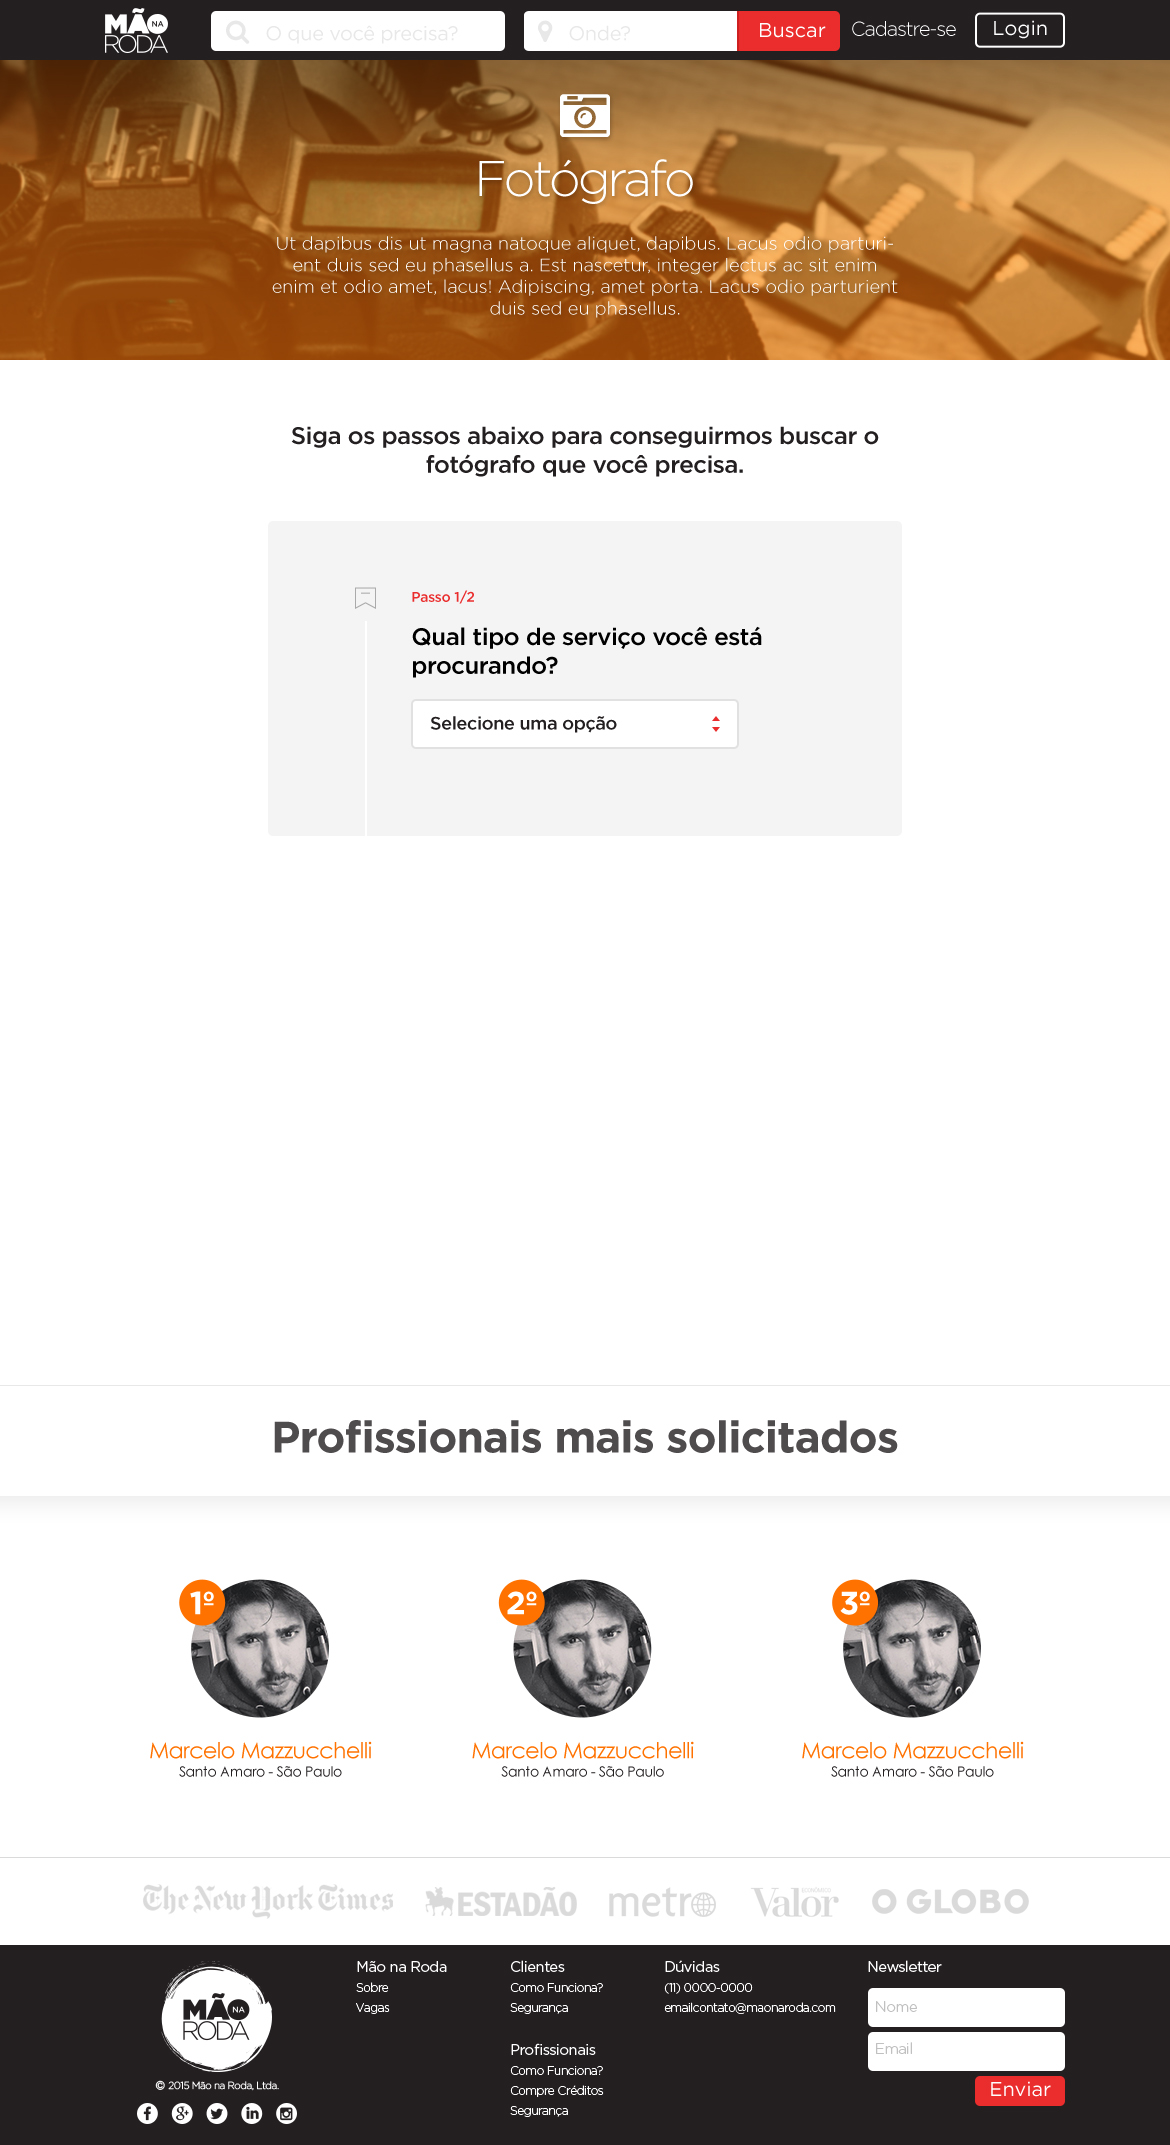 MÃO NA
RODA
O que você precisa?
Onde?
Buscar
Cadastre-se
Login
Fotógrafo
Ut dapibus dis ut magna natoque aliquet, dapibus. Lacus odio parturi-
ent duis sed eu phasellus a. Est nascetur, integer lectus ac sit enim
enim et odio amet, lacus! Adipiscing, amet porta. Lacus odio parturient
duis sed eu phasellus.
Siga os passos abaixo para conseguirmos buscar o
fotógrafo que você precisa.
Passo 1/2
Qual tipo de serviço você está
procurando?
Selecione uma opção
Profissionais mais solicitados
1º
2º
3º
Marcelo Mazzucchelli
Santo Amaro - São Paulo
Marcelo Mazzucchelli
Santo Amaro - São Paulo
Marcelo Mazzucchelli
Santo Amaro - São Paulo
The New York Times
ESTADÃO
metro
Valor
O GLOBO
MÃO NA
RODA
© 2015 Mão na Roda, Ltda.
Mão na Roda
Sobre
Vagas
Clientes
Como Funciona?
Segurança
Profissionais
Como Funciona?
Compre Créditos
Segurança
Dúvidas
(11) 0000-0000
emailcontato@maonaroda.com
Newsletter
Nome
Email
Enviar